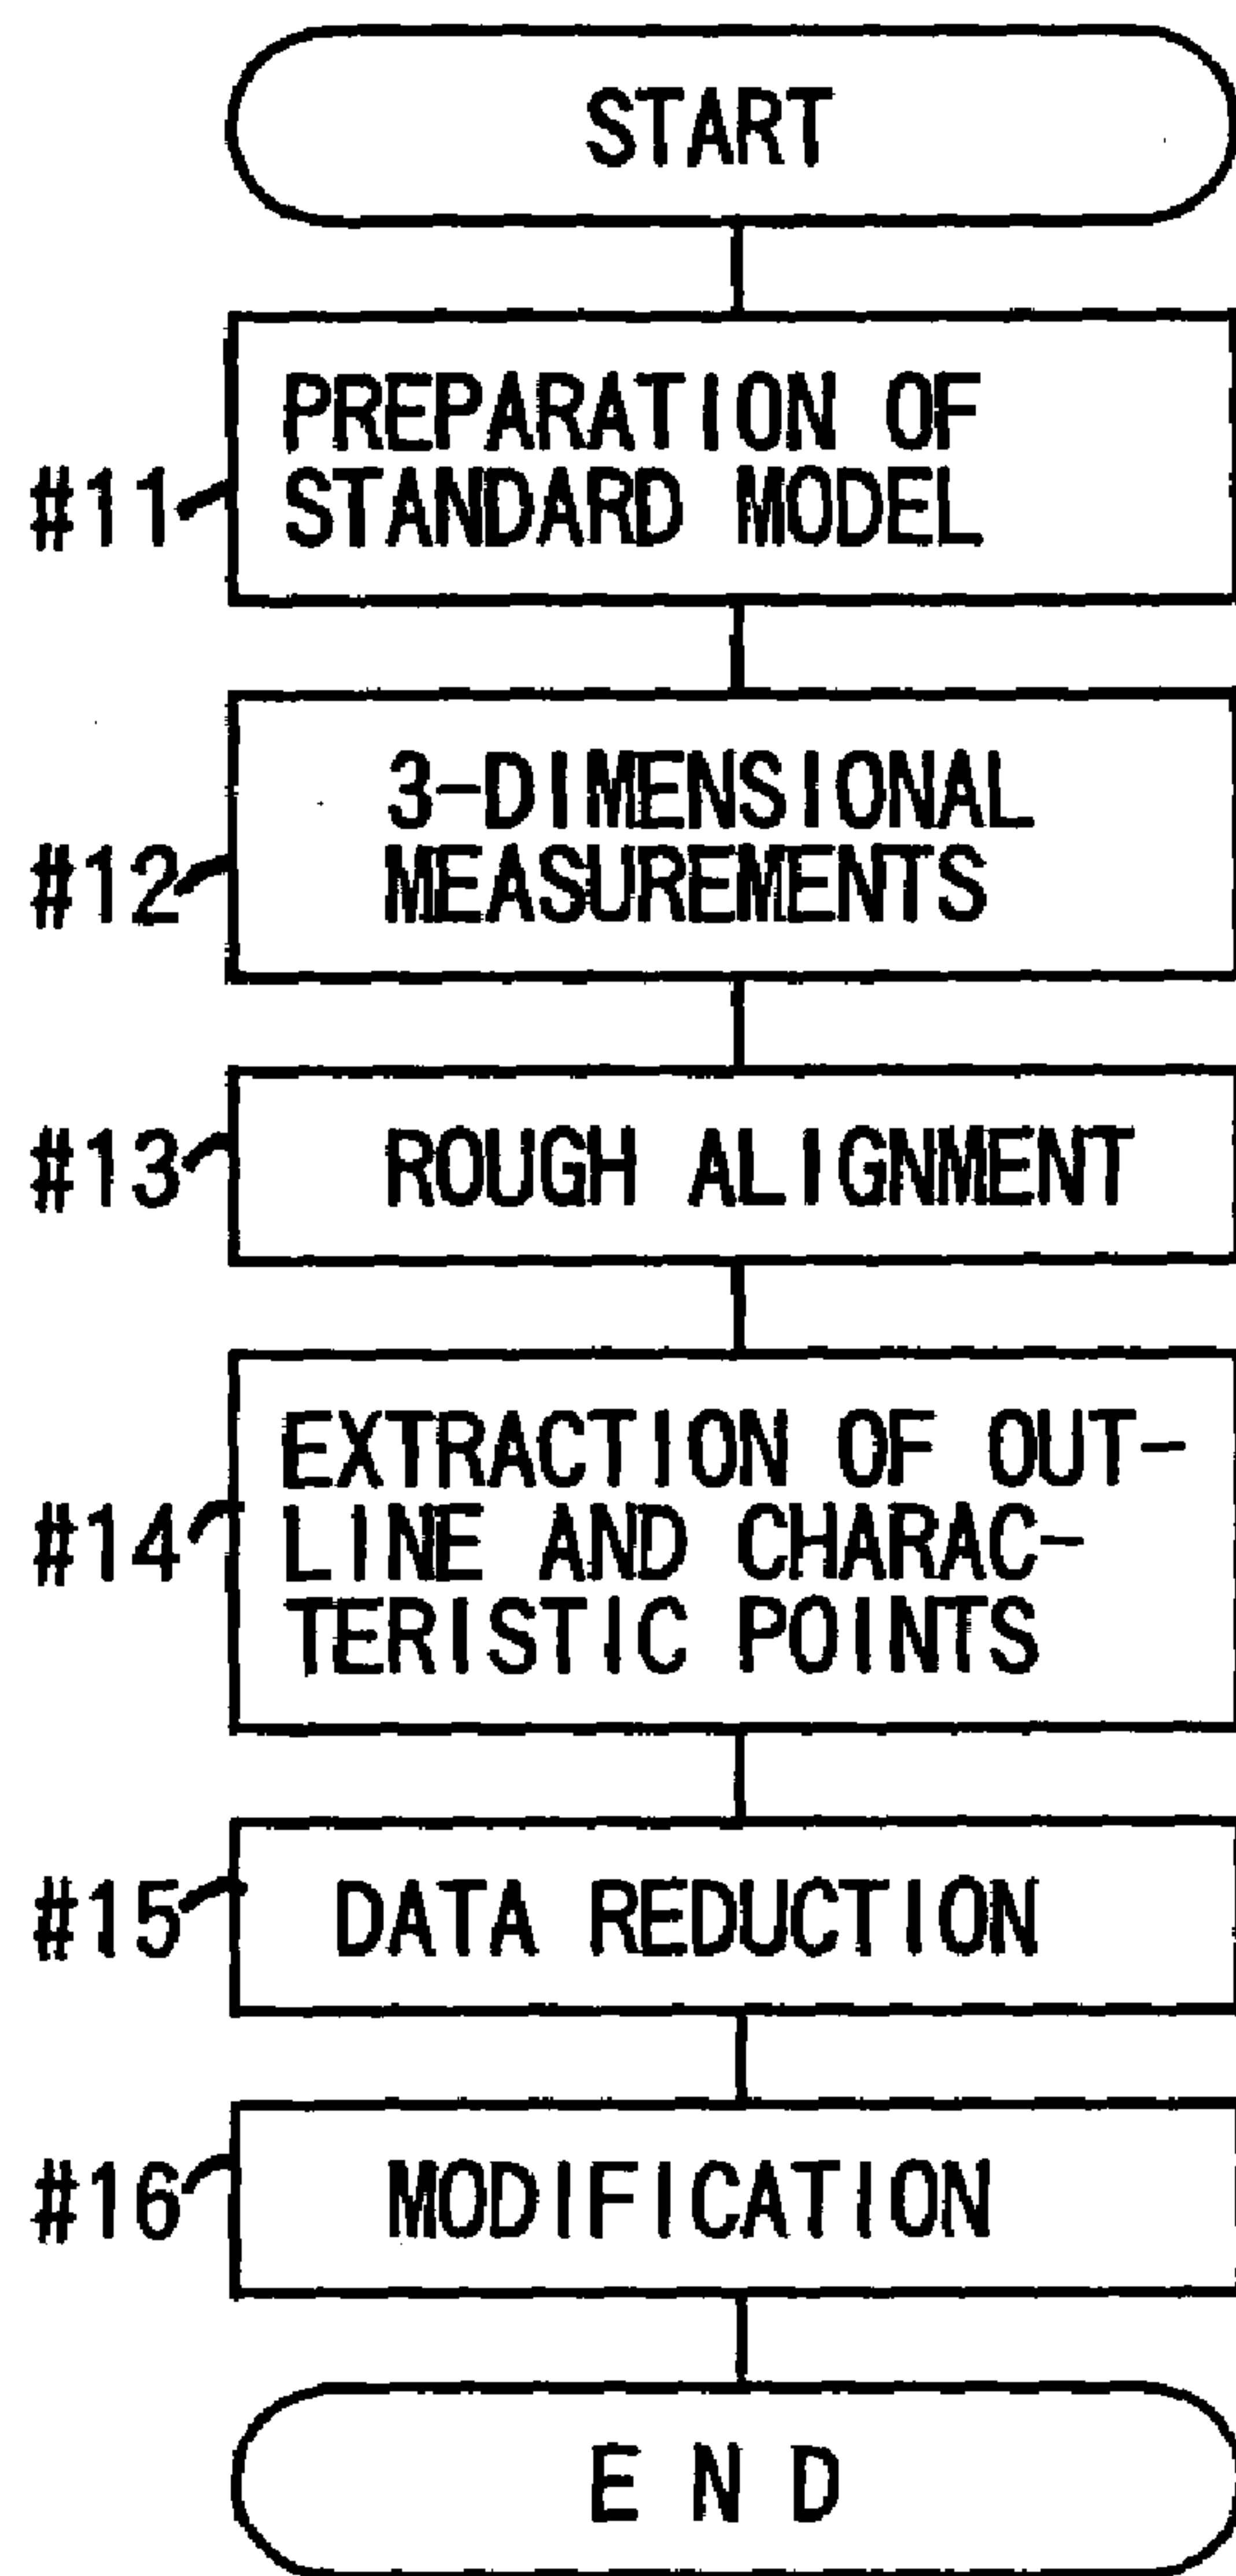 START
PREPARATION OF
STANDARD MODEL
#11
3-DIMENSIONAL
MEASUREMENTS
#12
ROUGH ALIGNMENT
#13
EXTRACTION OF OUT-
LINE AND CHARAC-
TERISTIC POINTS
#14
DATA REDUCTION
#15
MODIFICATION
#16
END